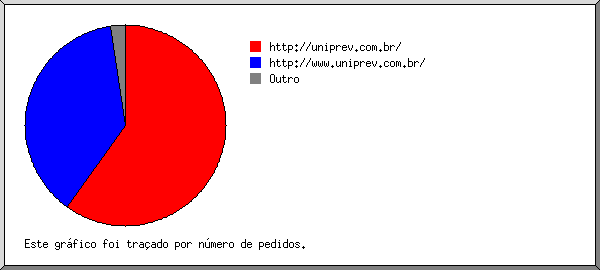 http://uniprev.com.br/
http://www.uniprev.com.br/
Outro
Este gráfico foi traçado por número de pedidos.